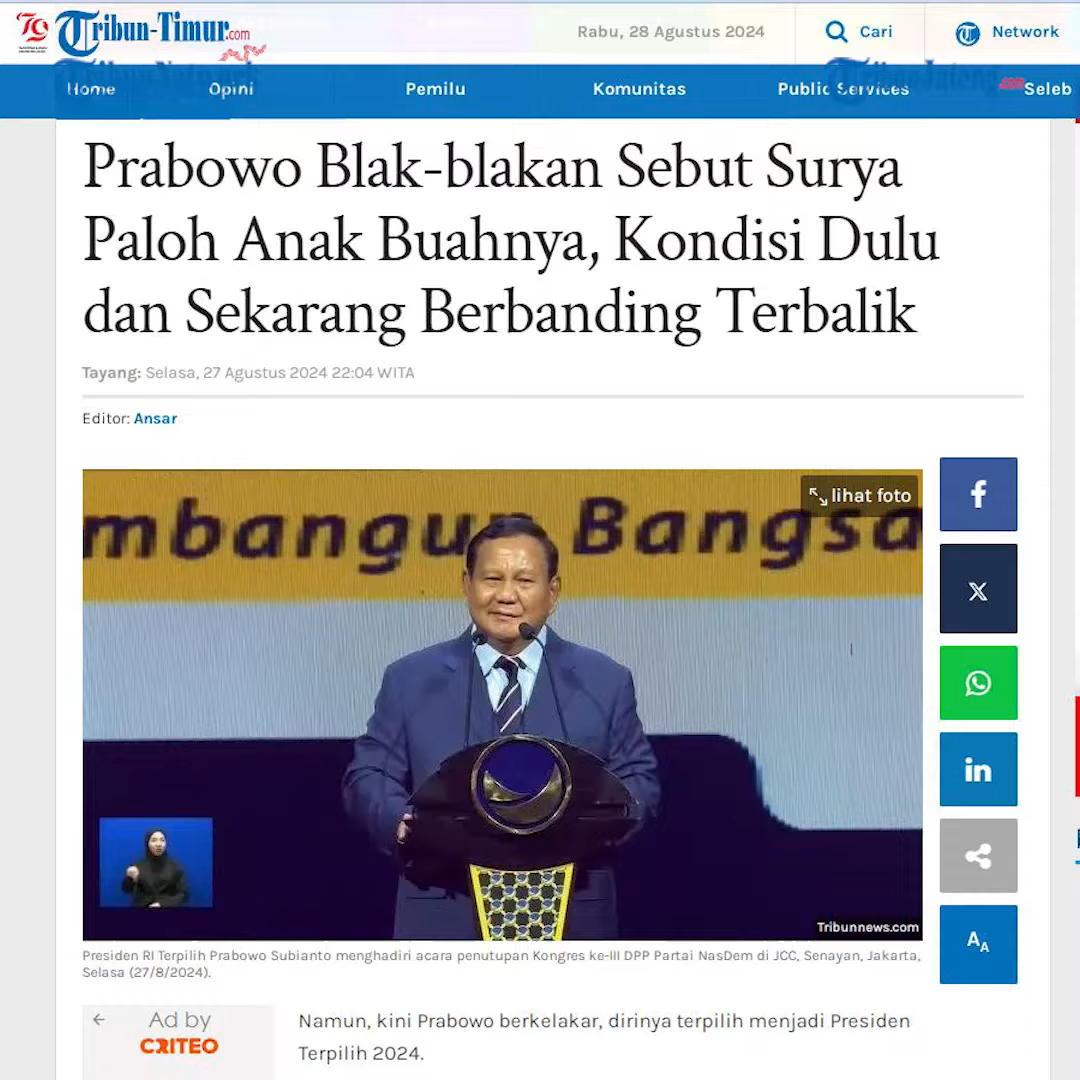 79
Tribun-Timur.com
Rabu, 28 Agustus 2024
Cari
Network
Home
Opini
Pemilu
Komunitas
Public Services
Seleb
Prabowo Blak-blakan Sebut Surya
Paloh Anak Buahnya, Kondisi Dulu
dan Sekarang Berbanding Terbalik
Tayang: Selasa, 27 Agustus 2024 22:04 WITA
Editor: Ansar
lihat foto
mbangun Bangsa
Tribunnews.com
Presiden RI Terpilih Prabowo Subianto menghadiri acara penutupan Kongres ke-III DPP Partai NasDem di JCC, Senayan, Jakarta,
Selasa (27/8/2024).
Ad by
CRITEO
Namun, kini Prabowo berkelakar, dirinya terpilih menjadi Presiden
Terpilih 2024.